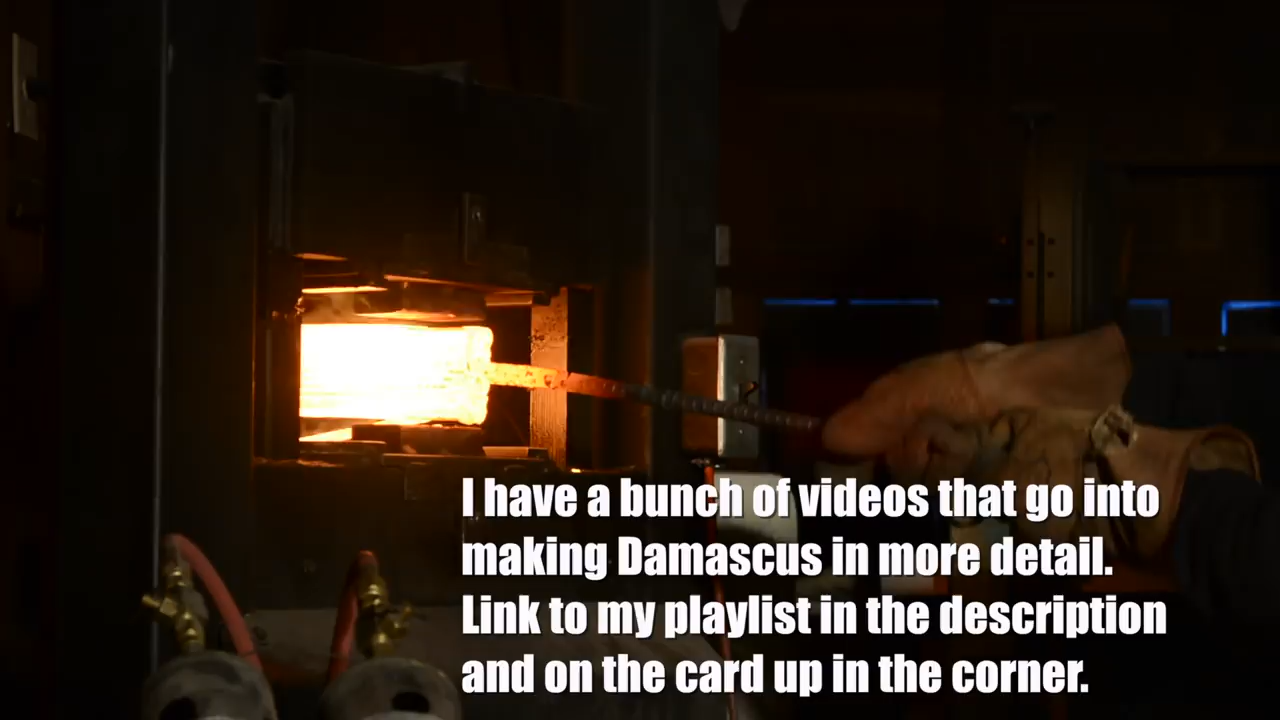 I have a bunch of videos that go into
making Damascus in more detail.
Link to my playlist in the description
and on the card up in the corner.